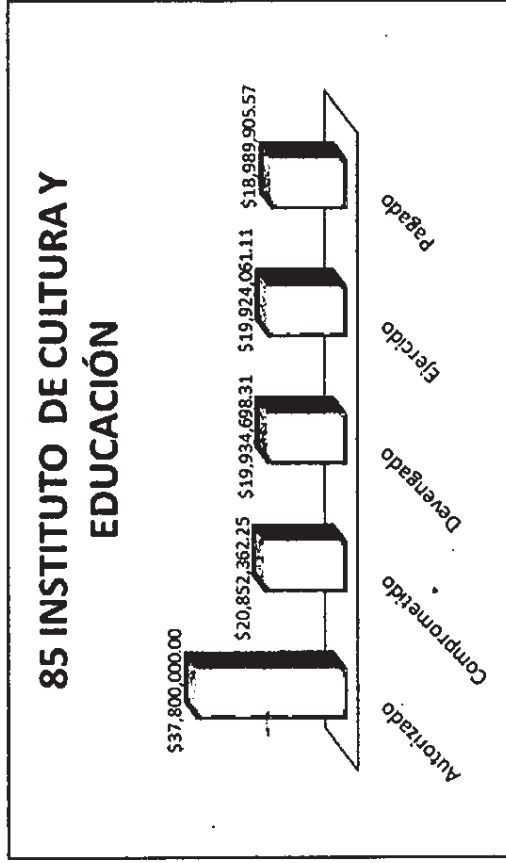 85 INSTITUTO DE CULTURA Y
EDUCACIÓN
$37,800,000.00
$20,852,362.25
$19,934,698.31
$19,924,061.11
$18,989,905.57
Autorizado
Comprometido
Devengado
Ejercido
Pagado